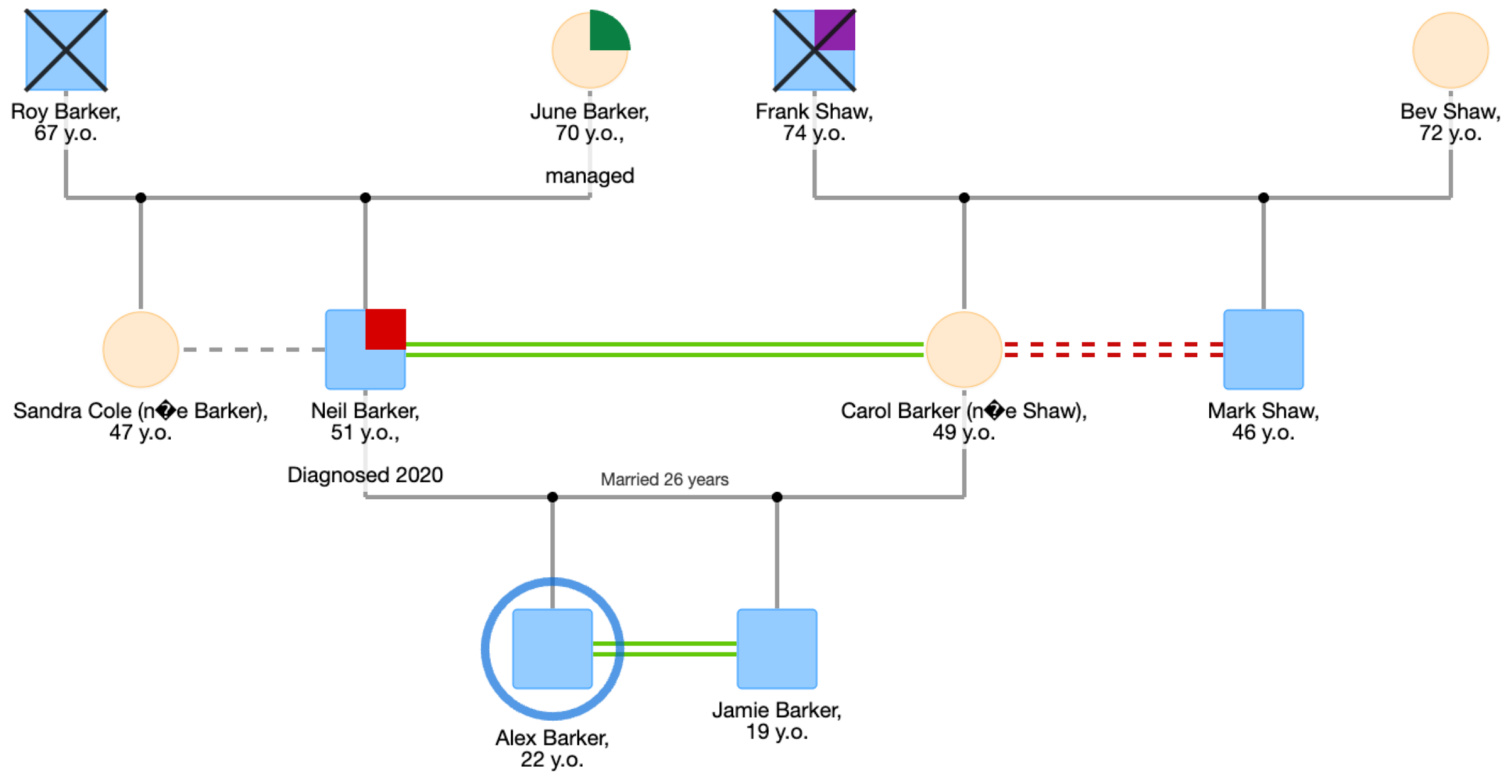 Roy Barker,
67 y.o.
June Barker,
70 y.o.,
managed
Frank Shaw,
74 y.o.
Bev Shaw,
72 y.o.
Sandra Cole (n�e Barker),
47 y.o.
Neil Barker,
51 y.o.,
Diagnosed 2020
Carol Barker (n�e Shaw),
49 y.o.
Mark Shaw,
46 y.o.
Married 26 years
Alex Barker,
22 y.o.
Jamie Barker,
19 y.o.